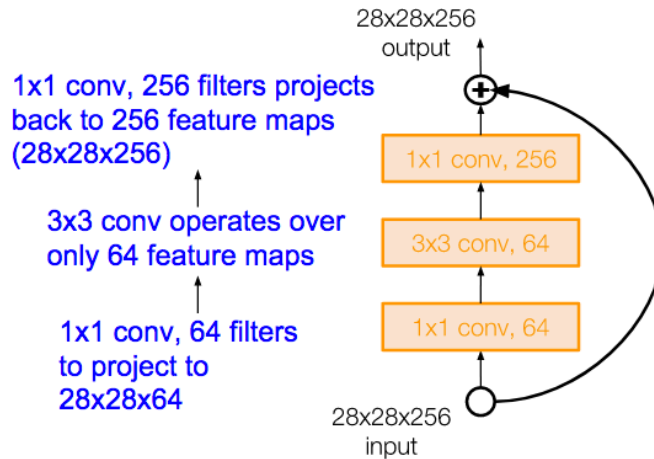 28x28x256
output
1x1 conv, 256 filters projects
back to 256 feature maps
(28x28x256)
3x3 conv operates over
only 64 feature maps
1x1 conv, 64 filters
to project to
28x28x64
1x1 conv, 256
3x3 conv, 64
1x1 conv, 64
28x28x256
input